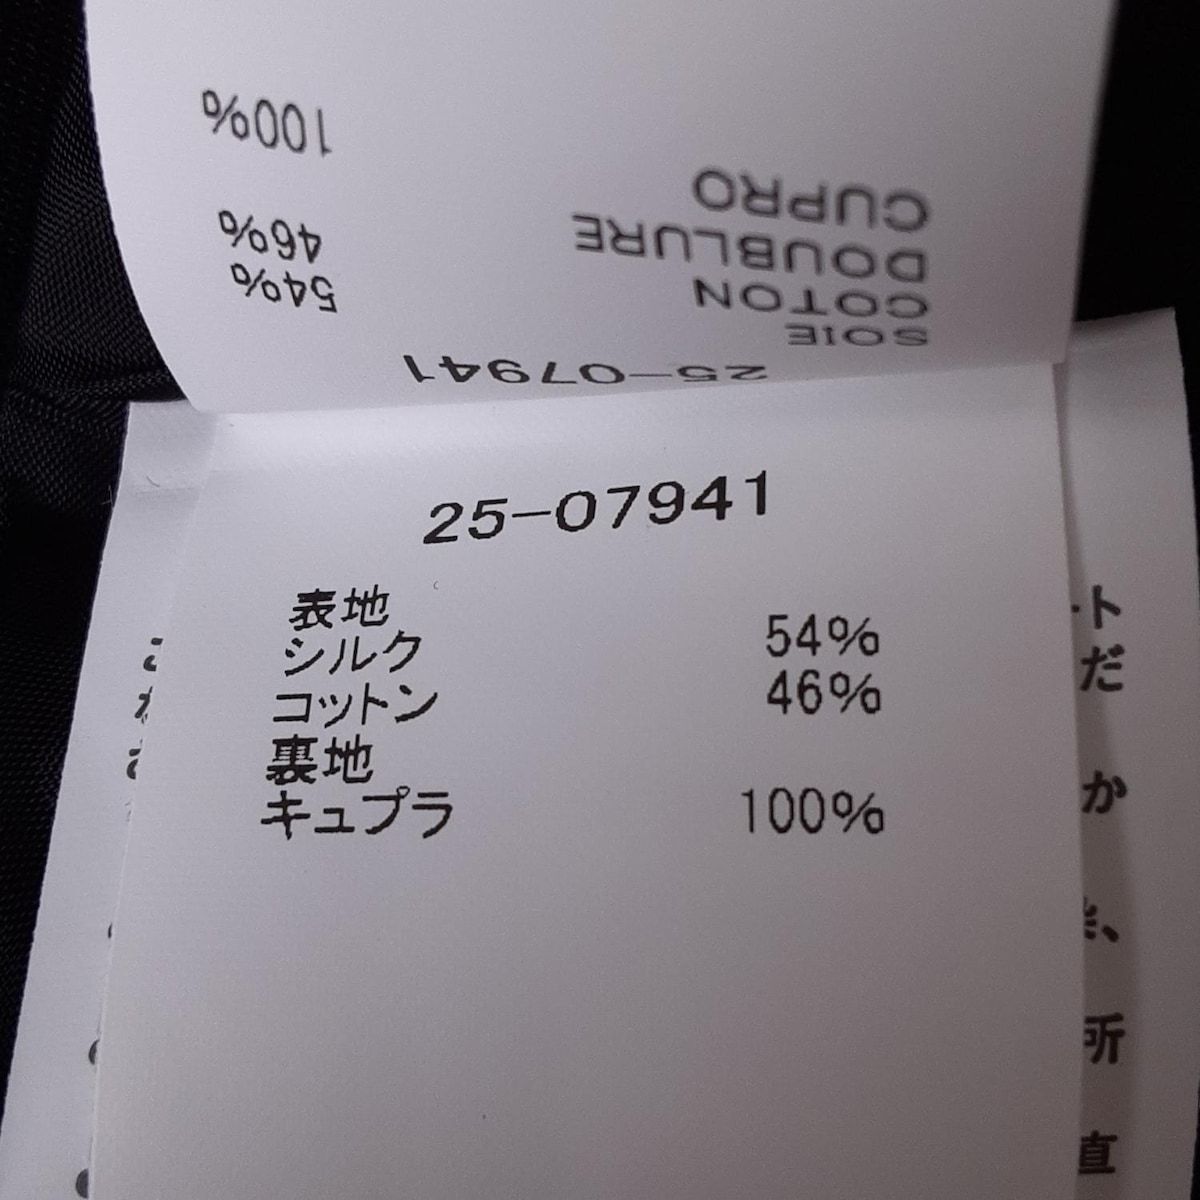 25-07941
SOIE 54%
COTON 46%
DOUBLURE
CUPRO 100%
25-07941
表地
シルク 54%
コットン 46%
裏地
キュプラ 100%
ト
だ
か
、
所
直